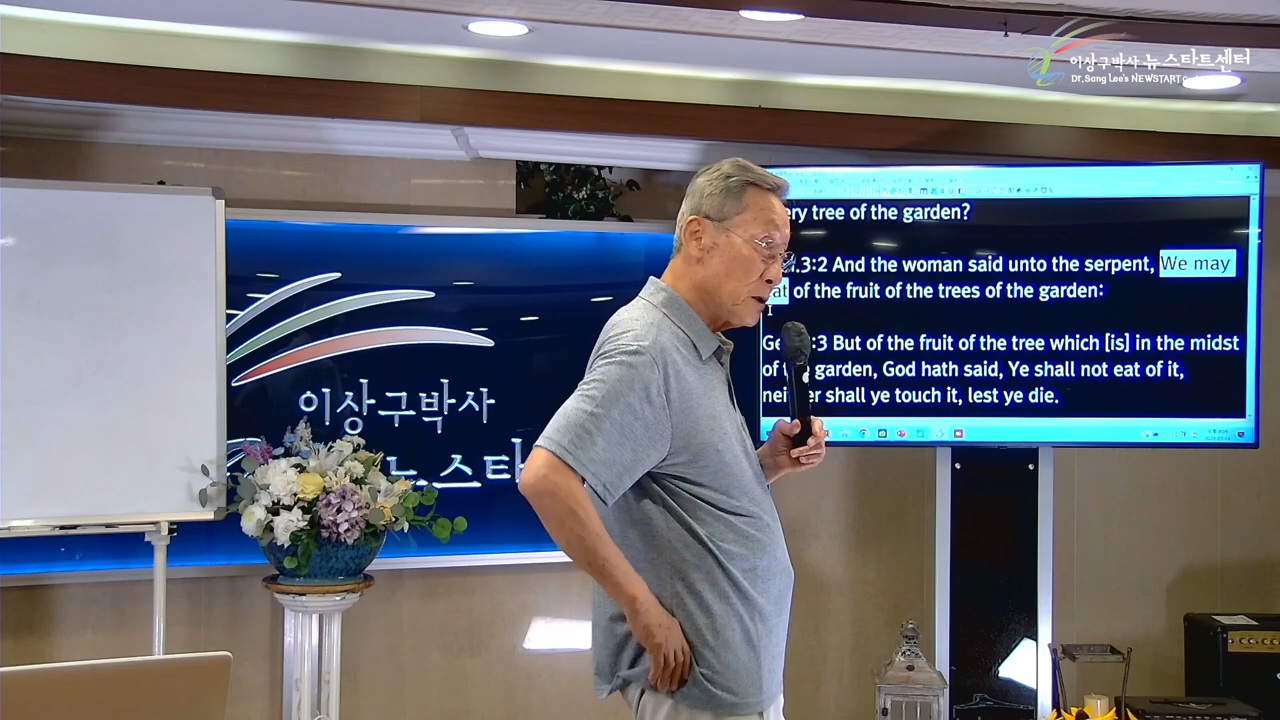 이상구박사 뉴스타트센터
Dr. Sang Lee's NEWSTART
ery tree of the garden?
.3:2 And the woman said unto the serpent, We may
at of the fruit of the trees of the garden:
Ge :3 But of the fruit of the tree which [is] in the midst
of garden, God hath said, Ye shall not eat of it,
nei er shall ye touch it, lest ye die.
이상구박사
뉴스타